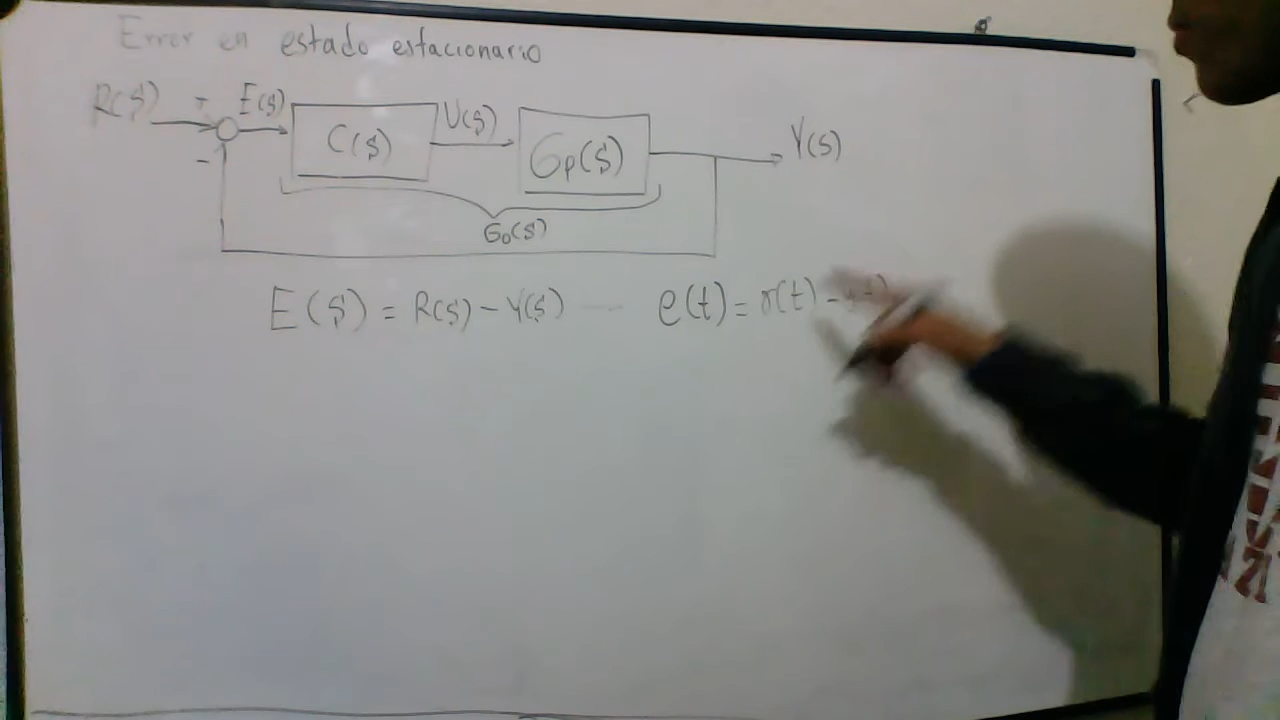 Error en estado estacionario
R(s) + E(s) C(s) U(s) Gp(s) Y(s)
-
Go(s)
E(s) = R(s) - Y(s) ... e(t) = r(t) -